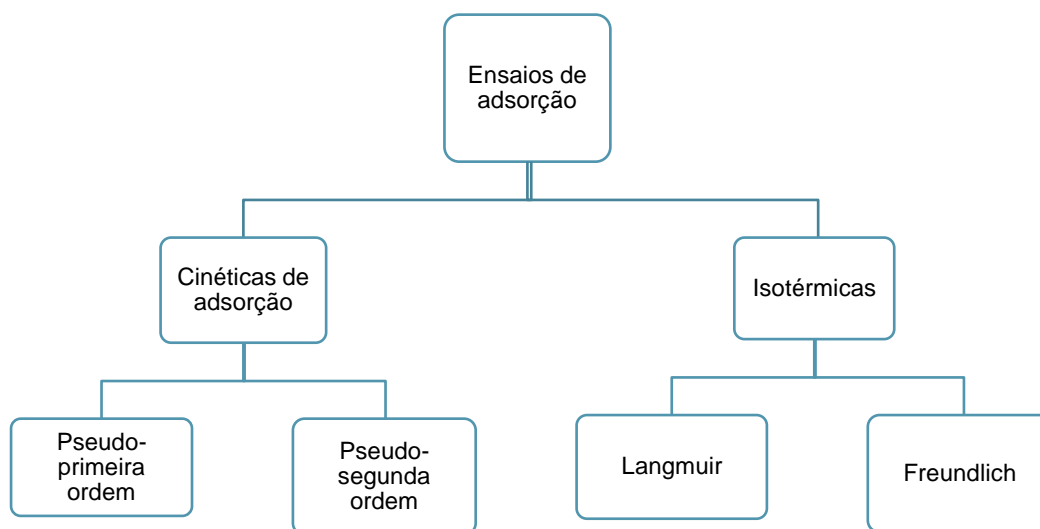 Ensaios de
adsorção
Cinéticas de
adsorção
Isotérmicas
Pseudo-
primeira
ordem
Pseudo-
segunda
ordem
Langmuir
Freundlich